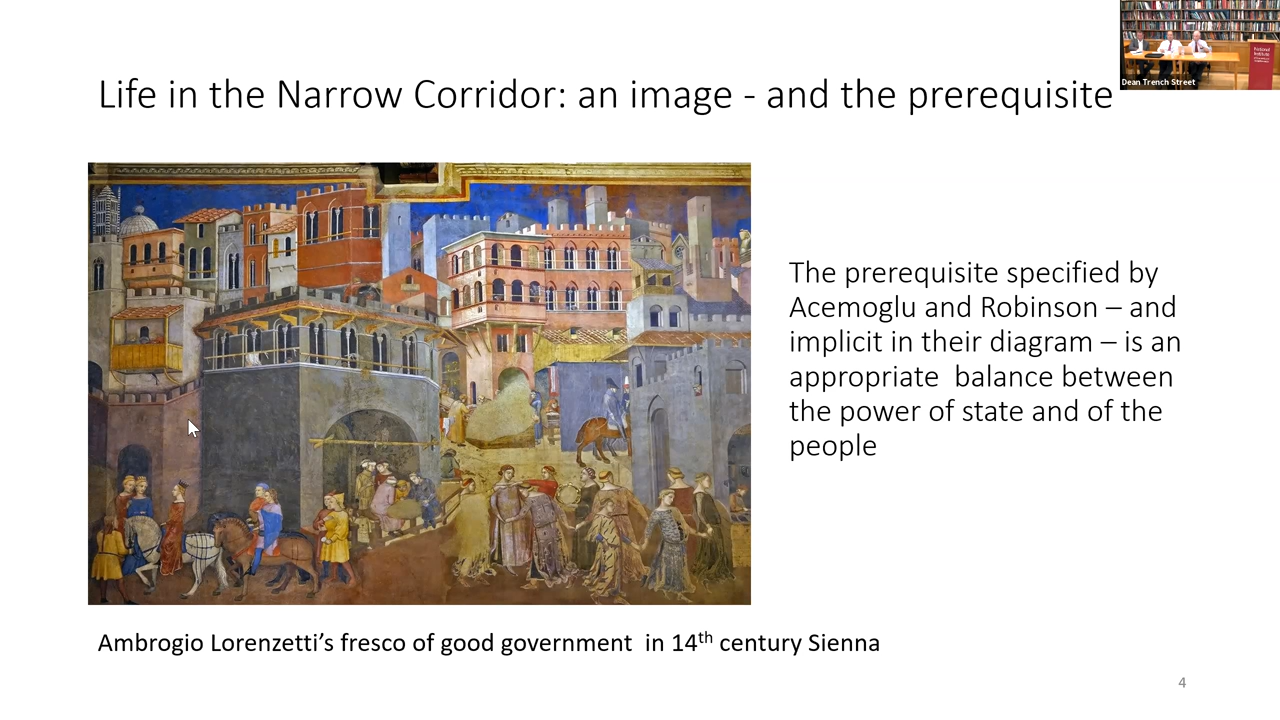 Life in the Narrow Corridor: an image - and the prerequisite
Dean Trench Street
The prerequisite specified by
Acemoglu and Robinson – and
implicit in their diagram – is an
appropriate  balance between
the power of state and of the
people
Ambrogio Lorenzetti’s fresco of good government  in 14th century Sienna
4